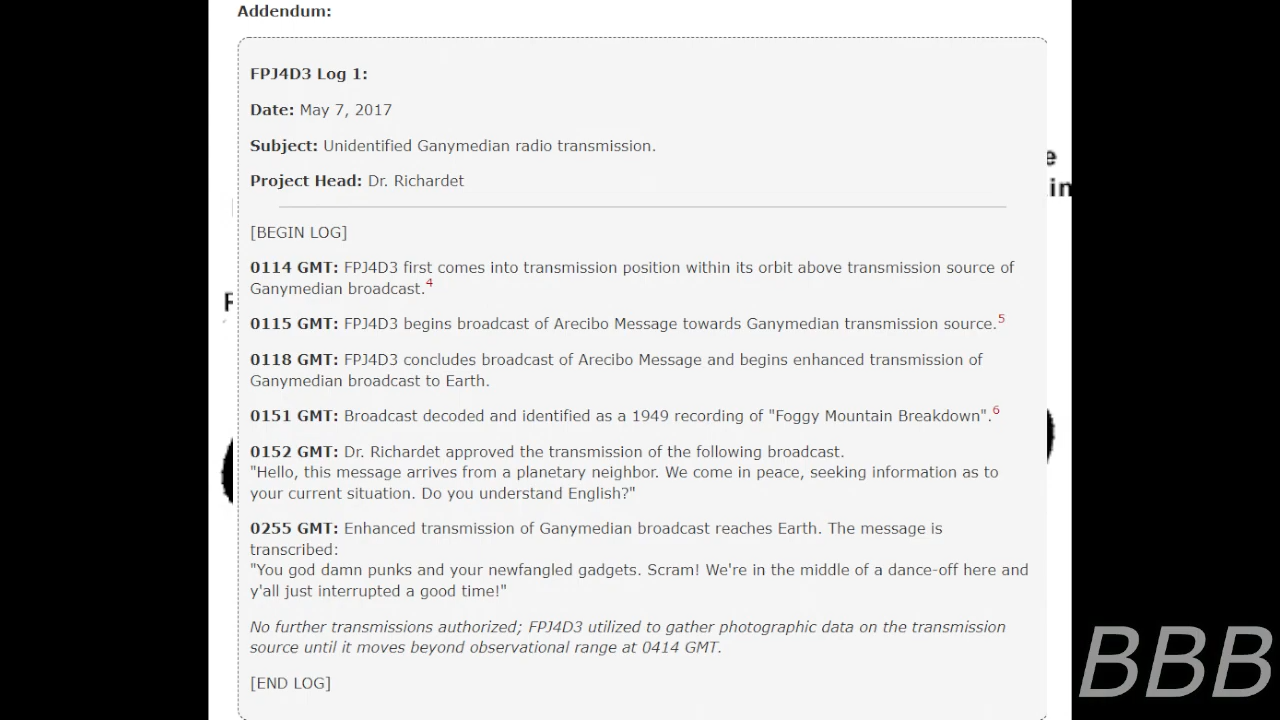 Addendum:
FPJ4D3 Log 1:
Date: May 7, 2017
Subject: Unidentified Ganymedian radio transmission.
Project Head: Dr. Richardet
[BEGIN LOG]
0114 GMT: FPJ4D3 first comes into transmission position within its orbit above transmission source of
Ganymedian broadcast.4
0115 GMT: FPJ4D3 begins broadcast of Arecibo Message towards Ganymedian transmission source.5
0118 GMT: FPJ4D3 concludes broadcast of Arecibo Message and begins enhanced transmission of
Ganymedian broadcast to Earth.
0151 GMT: Broadcast decoded and identified as a 1949 recording of "Foggy Mountain Breakdown".6
0152 GMT: Dr. Richardet approved the transmission of the following broadcast.
"Hello, this message arrives from a planetary neighbor. We come in peace, seeking information as to
your current situation. Do you understand English?"
0255 GMT: Enhanced transmission of Ganymedian broadcast reaches Earth. The message is
transcribed:
"You god damn punks and your newfangled gadgets. Scram! We're in the middle of a dance-off here and
y'all just interrupted a good time!"
No further transmissions authorized; FPJ4D3 utilized to gather photographic data on the transmission
source until it moves beyond observational range at 0414 GMT.
[END LOG]
BBB